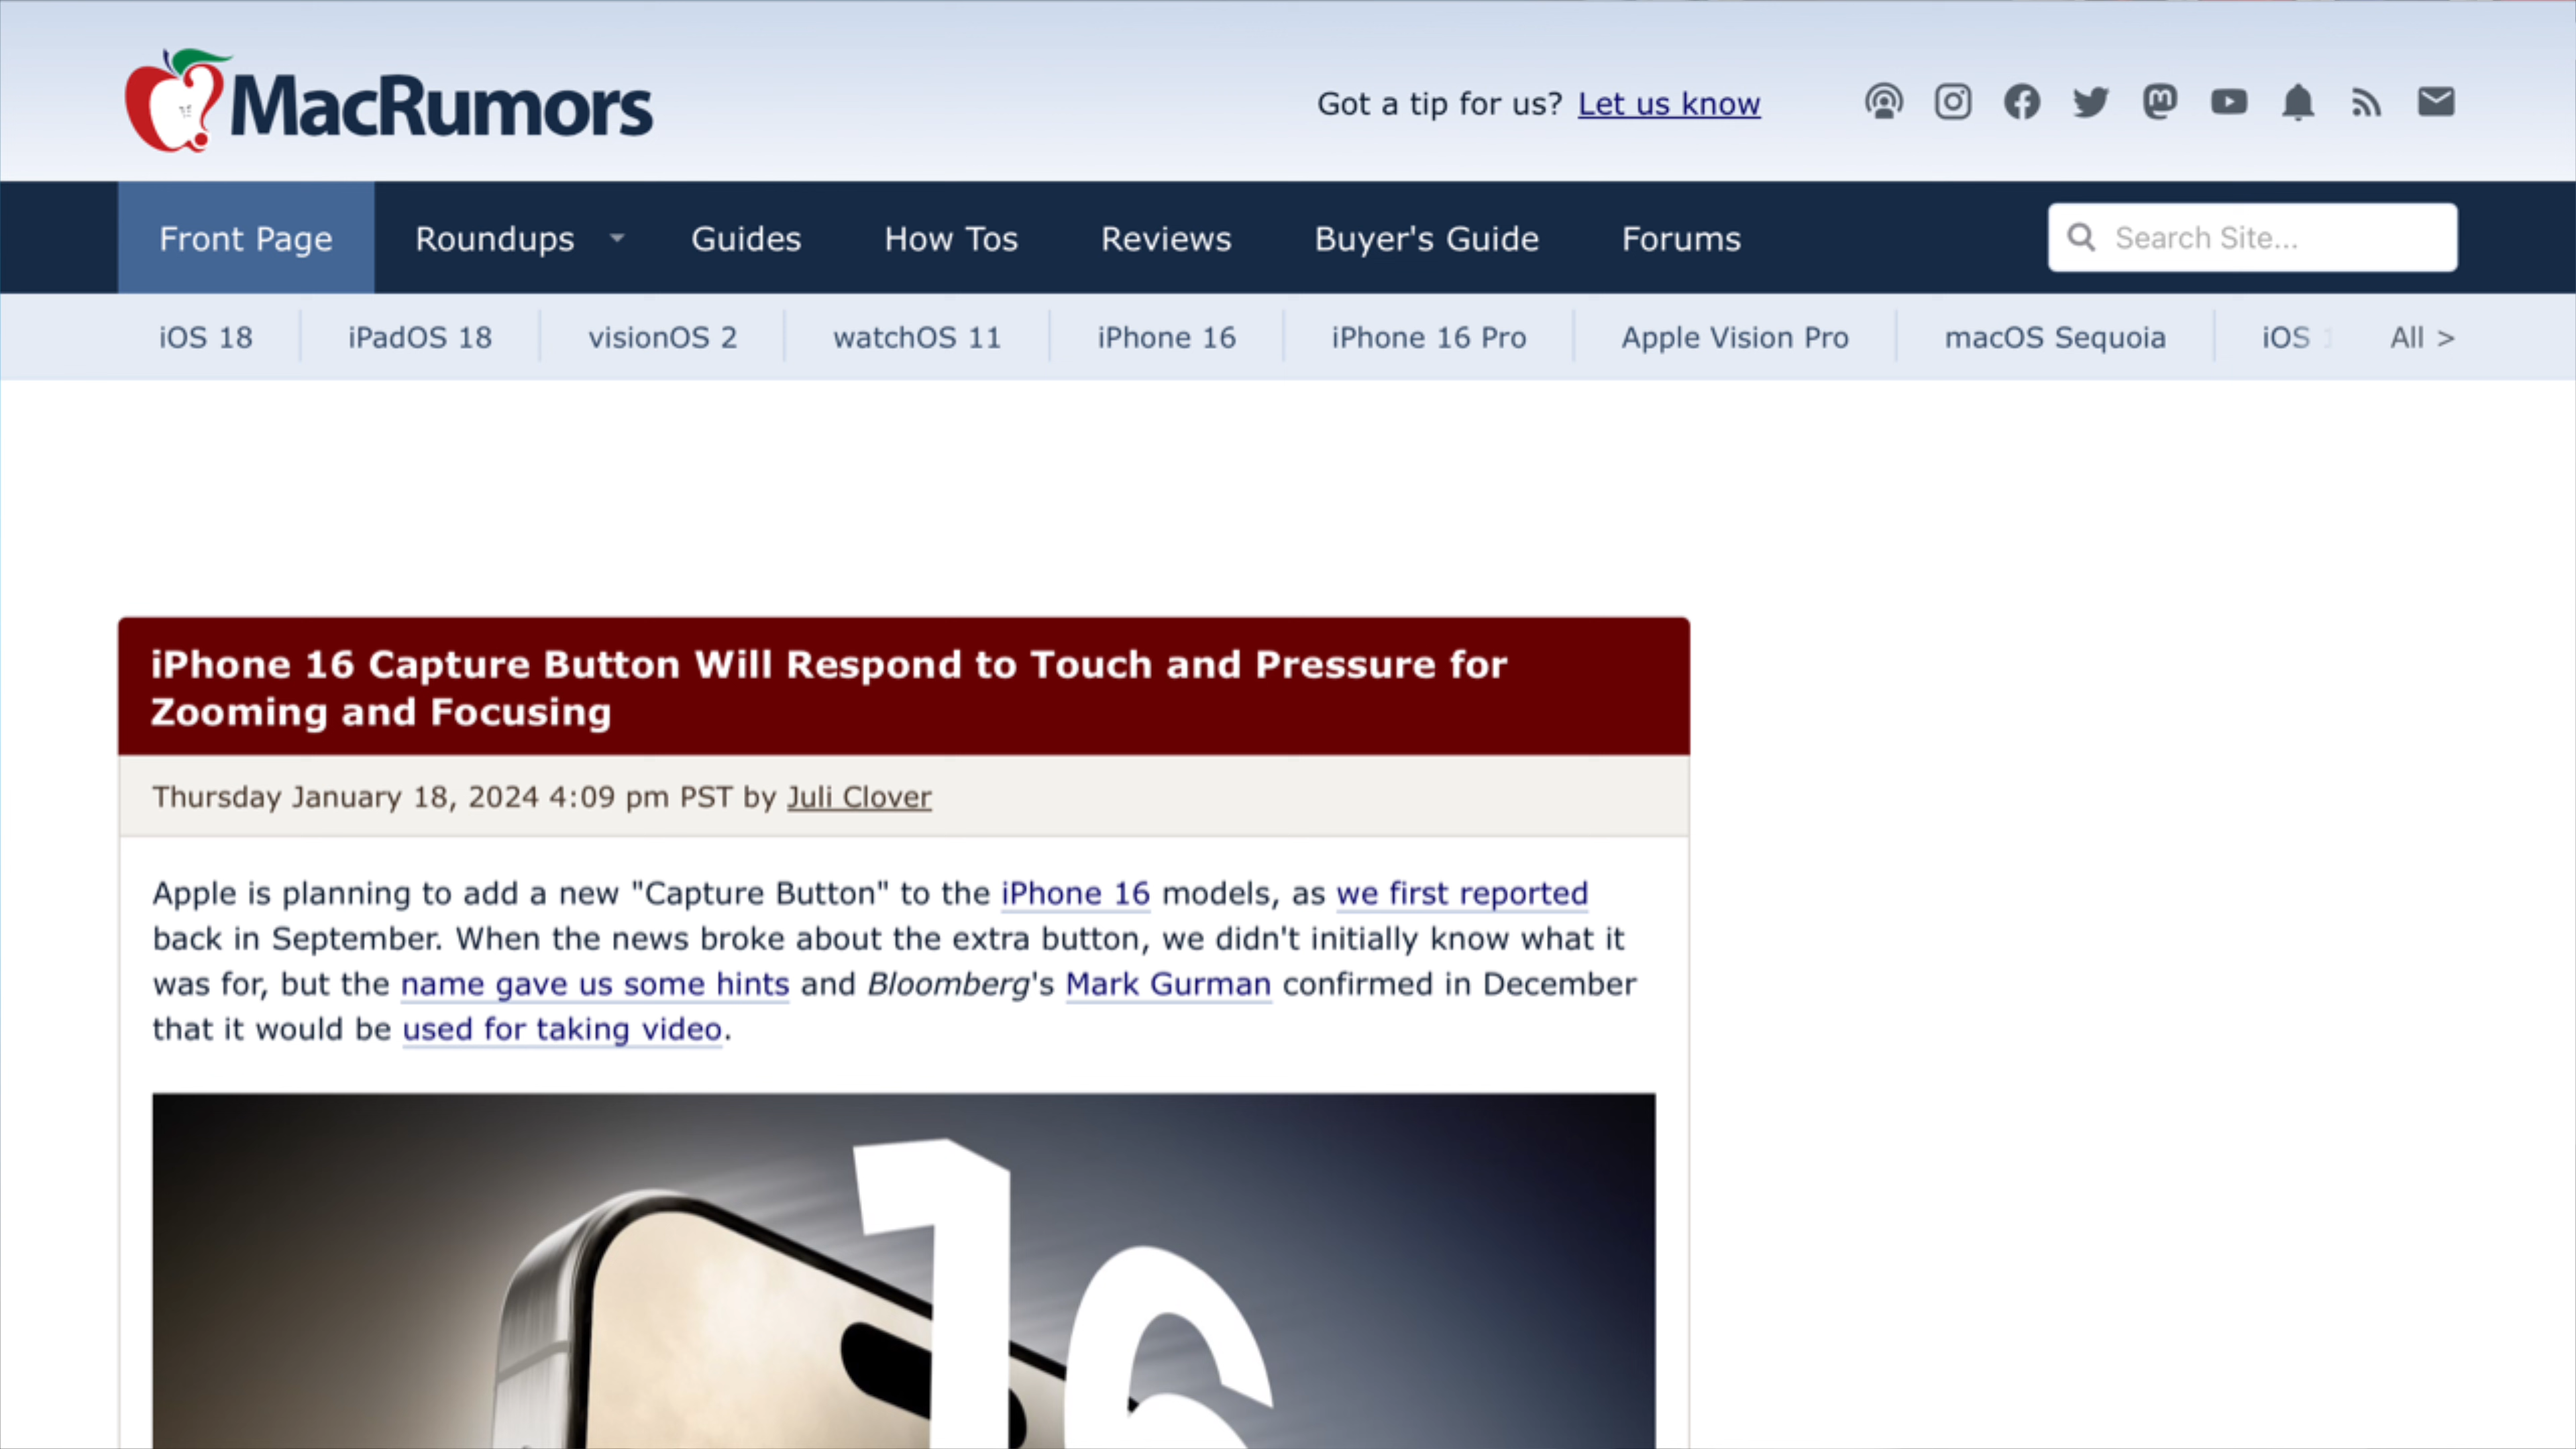 MacRumors
Got a tip for us? Let us know
Front Page Roundups Guides How Tos Reviews Buyer's Guide Forums Search Site...
iOS 18 iPadOS 18 visionOS 2 watchOS 11 iPhone 16 iPhone 16 Pro Apple Vision Pro macOS Sequoia iOS All >
iPhone 16 Capture Button Will Respond to Touch and Pressure for
Zooming and Focusing
Thursday January 18, 2024 4:09 pm PST by Juli Clover
Apple is planning to add a new "Capture Button" to the iPhone 16 models, as we first reported
back in September. When the news broke about the extra button, we didn't initially know what it
was for, but the name gave us some hints and Bloomberg's Mark Gurman confirmed in December
that it would be used for taking video.
16